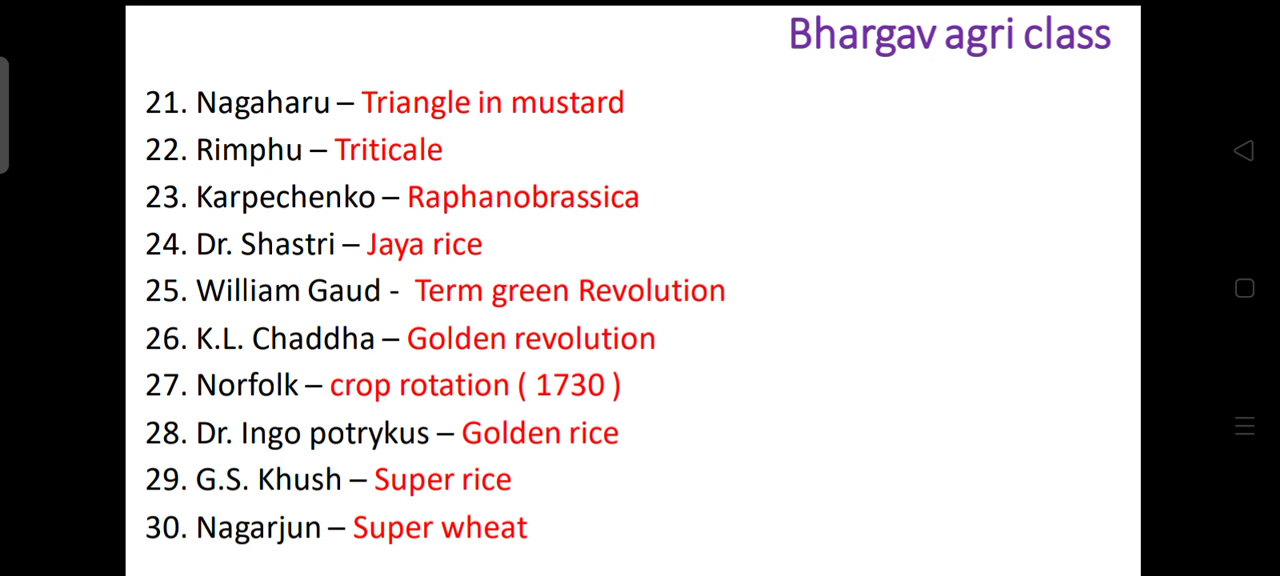 Bhargav agri class
21. Nagaharu – Triangle in mustard
22. Rimphu – Triticale
23. Karpechenko – Raphanobrassica
24. Dr. Shastri – Jaya rice
25. William Gaud - Term green Revolution
26. K.L. Chaddha – Golden revolution
27. Norfolk – crop rotation ( 1730 )
28. Dr. Ingo potrykus – Golden rice
29. G.S. Khush – Super rice
30. Nagarjun – Super wheat